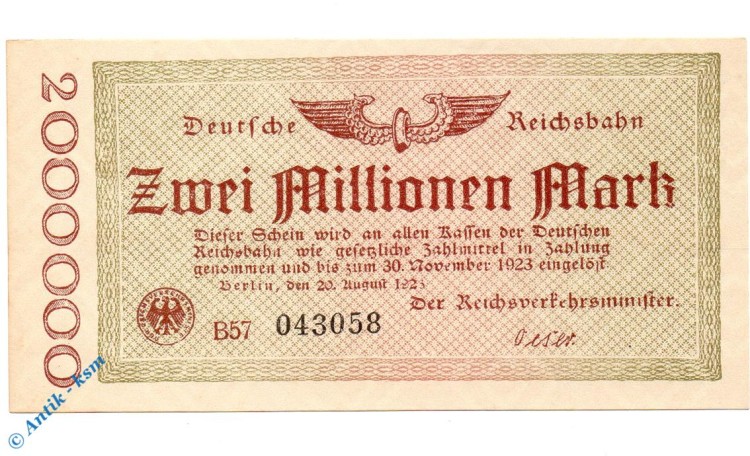 2000000
Deutsche Reichsbahn
Zwei Millionen Mark
Dieser Schein wird an allen Kassen der Deutschen
Reichsbahn wie gesetzliche Zahlmittel in Zahlung
genommen und bis zum 30. November 1923 eingelöst
Berlin, den 20. August 1923
Der Reichsverkehrsminister.
B57 043058
Oeser.
© Antik - ksm